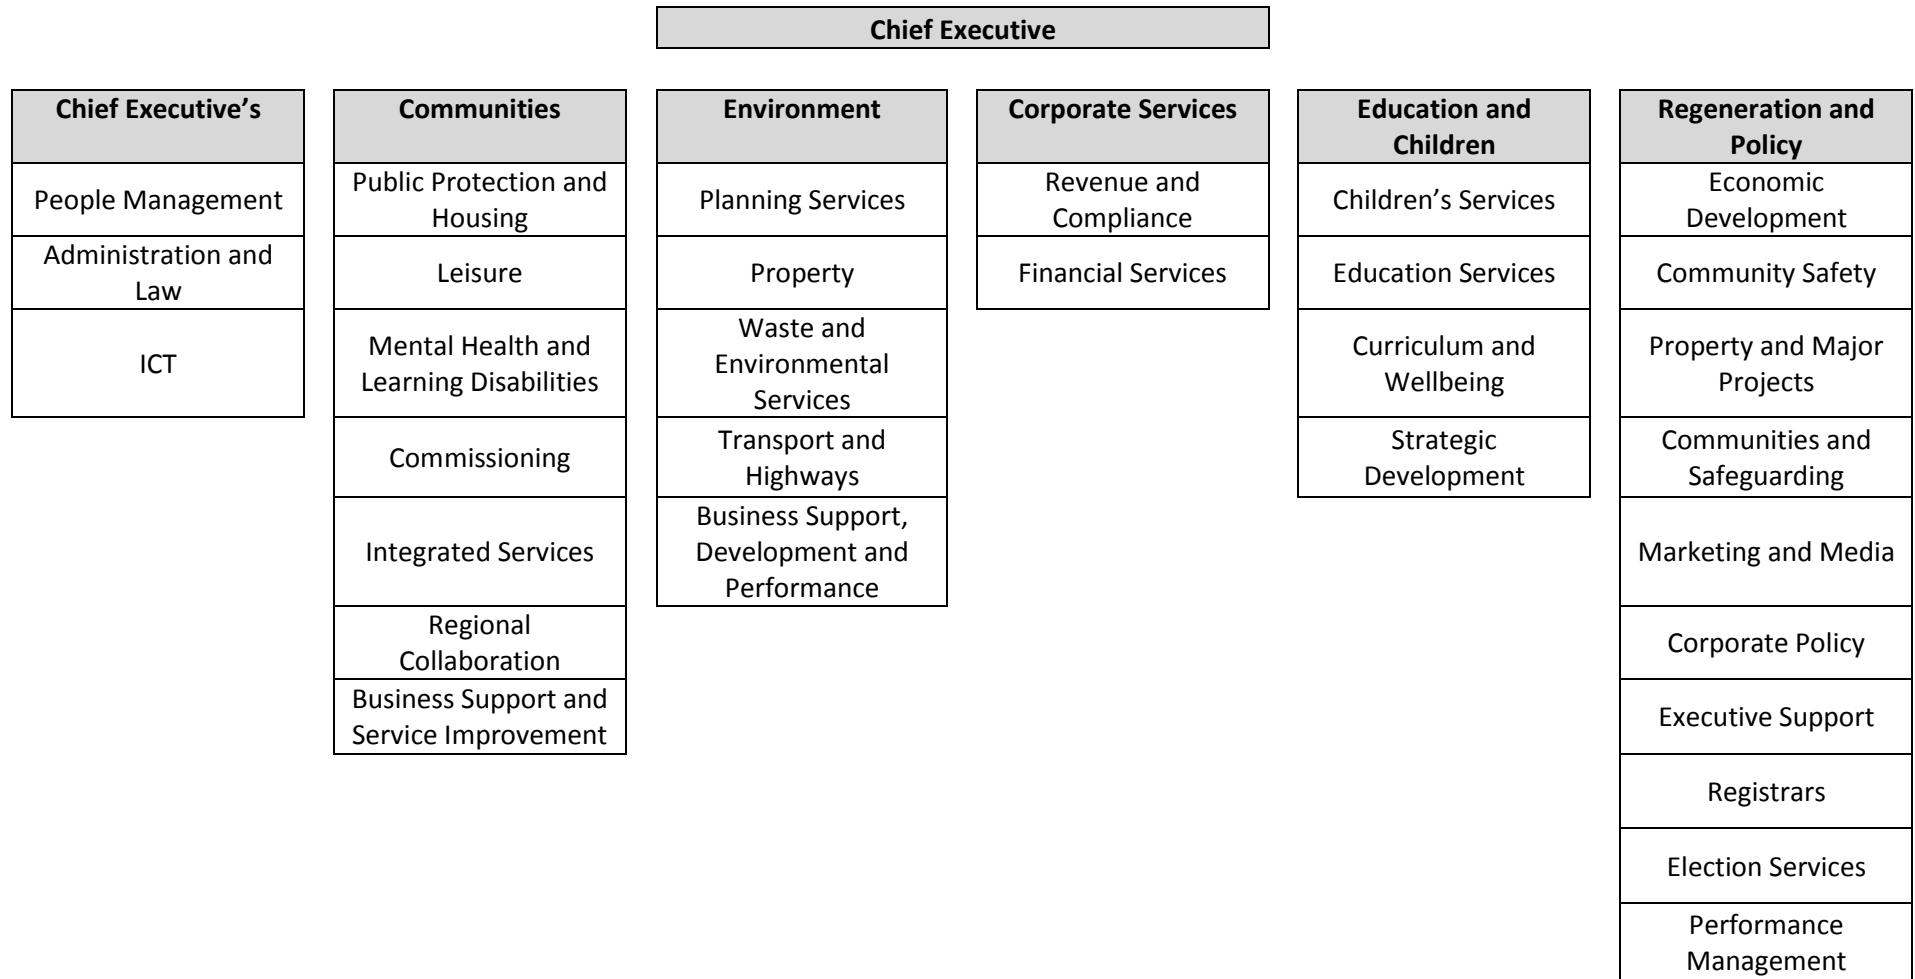 Chief Executive
Chief Executive’s
People Management
Administration and
Law
ICT
Communities
Public Protection and
Housing
Leisure
Mental Health and
Learning Disabilities
Commissioning
Integrated Services
Regional
Collaboration
Business Support and
Service Improvement
Environment
Planning Services
Property
Waste and
Environmental
Services
Transport and
Highways
Business Support,
Development and
Performance
Corporate Services
Revenue and
Compliance
Financial Services
Education and
Children
Children’s Services
Education Services
Curriculum and
Wellbeing
Strategic
Development
Regeneration and
Policy
Economic
Development
Community Safety
Property and Major
Projects
Communities and
Safeguarding
Marketing and Media
Corporate Policy
Executive Support
Registrars
Election Services
Performance
Management